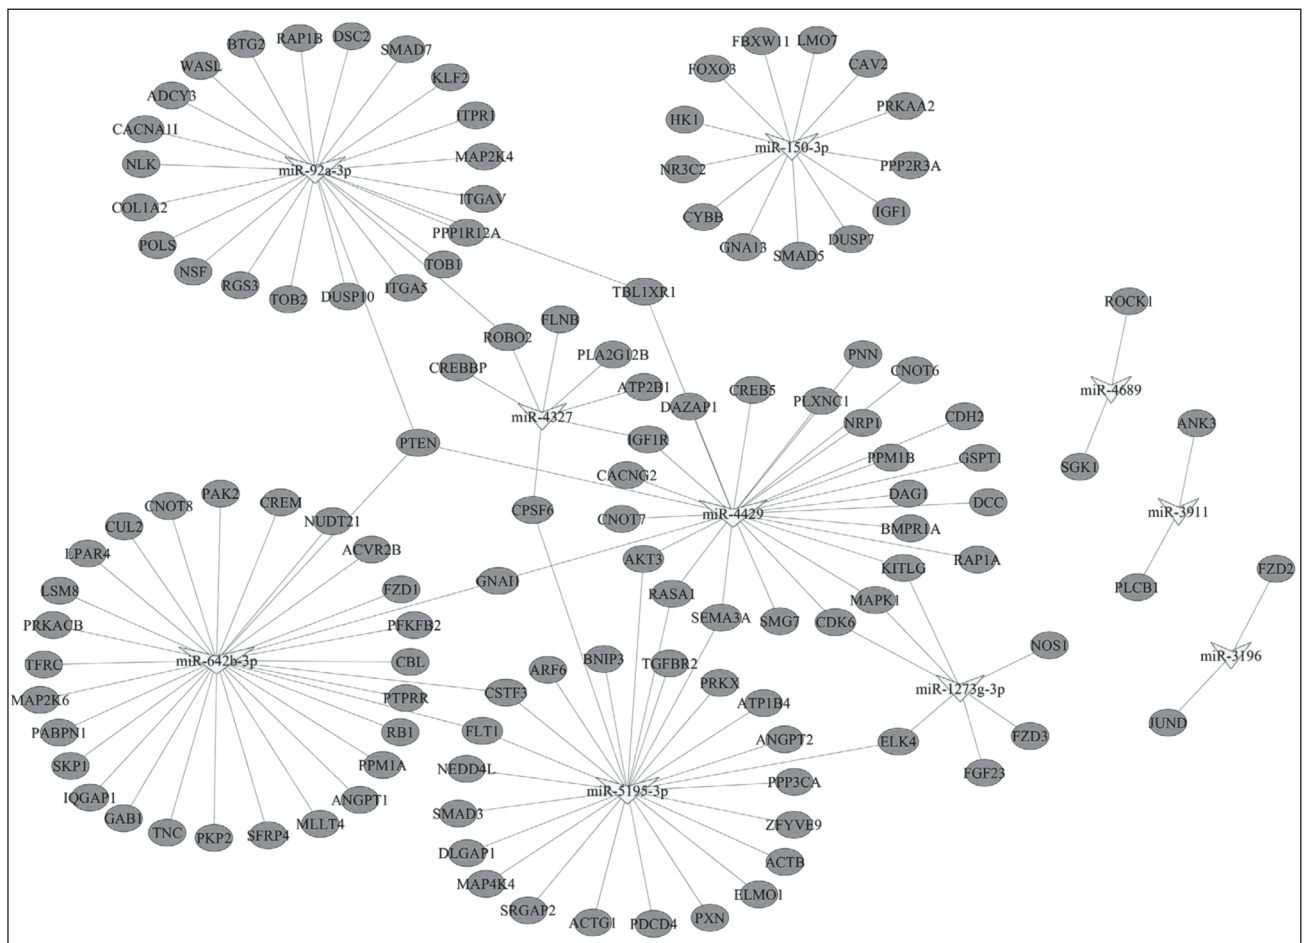 RAP1B
DSC2
BTG2
SMAD7
WASL
KLF2
ADCY3
ITPR1
CACNA1I
MAP2K4
NLK
miR-92a-3p
ITGAV
COL1A2
PPP1R12A
POLS
TOB1
NSF
RGS3
ITGA5
TOB2
DUSP10
FBXW11
LMO7
FOXO3
CAV2
PRKAA2
HK1
miR-150-3p
NR3C2
PPP2R3A
CYBB
IGF1
GNA13
DUSP7
SMAD5
TBL1XR1
ROCK1
FLNB
ROBO2
PLA2G12B
CREBBP
ATP2B1
miR-4327
IGF1R
CPSF6
PTEN
PNN
CNOT6
CREB5
PLXNC1
DAZAP1
NRP1
CDH2
PPM1B
GSPT1
CACNG2
DAG1
DCC
CNOT7
miR-4429
BMPR1A
RAP1A
AKT3
KITLG
RASA1
MAPK1
SEMA3A
SMG7
CDK6
miR-4689
SGK1
ANK3
miR-3911
PLCB1
FZD2
miR-3196
JUND
PAK2
CREM
CNOT8
NUDT21
CUL2
ACVR2B
LPAR4
GNAI1
LSM8
FZD1
PRKACB
PFKFB2
TFRC
miR-642b-3p
CBL
MAP2K6
PTPRR
CSTF3
PABPN1
RB1
FLT1
SKP1
PPM1A
IQGAP1
ANGPT1
GAB1
MLLT4
TNC
PKP2
SFRP4
BNIP3
TGFBR2
ARF6
PRKX
ATP1B4
ANGPT2
NEDD4L
PPP3CA
miR-5195-3p
SMAD3
ZFYVE9
DLGAP1
ACTB
MAP4K4
ELMO1
SRGAP2
PXN
ACTG1
PDCD4
NOS1
miR-1273g-3p
ELK4
FZD3
FGF23